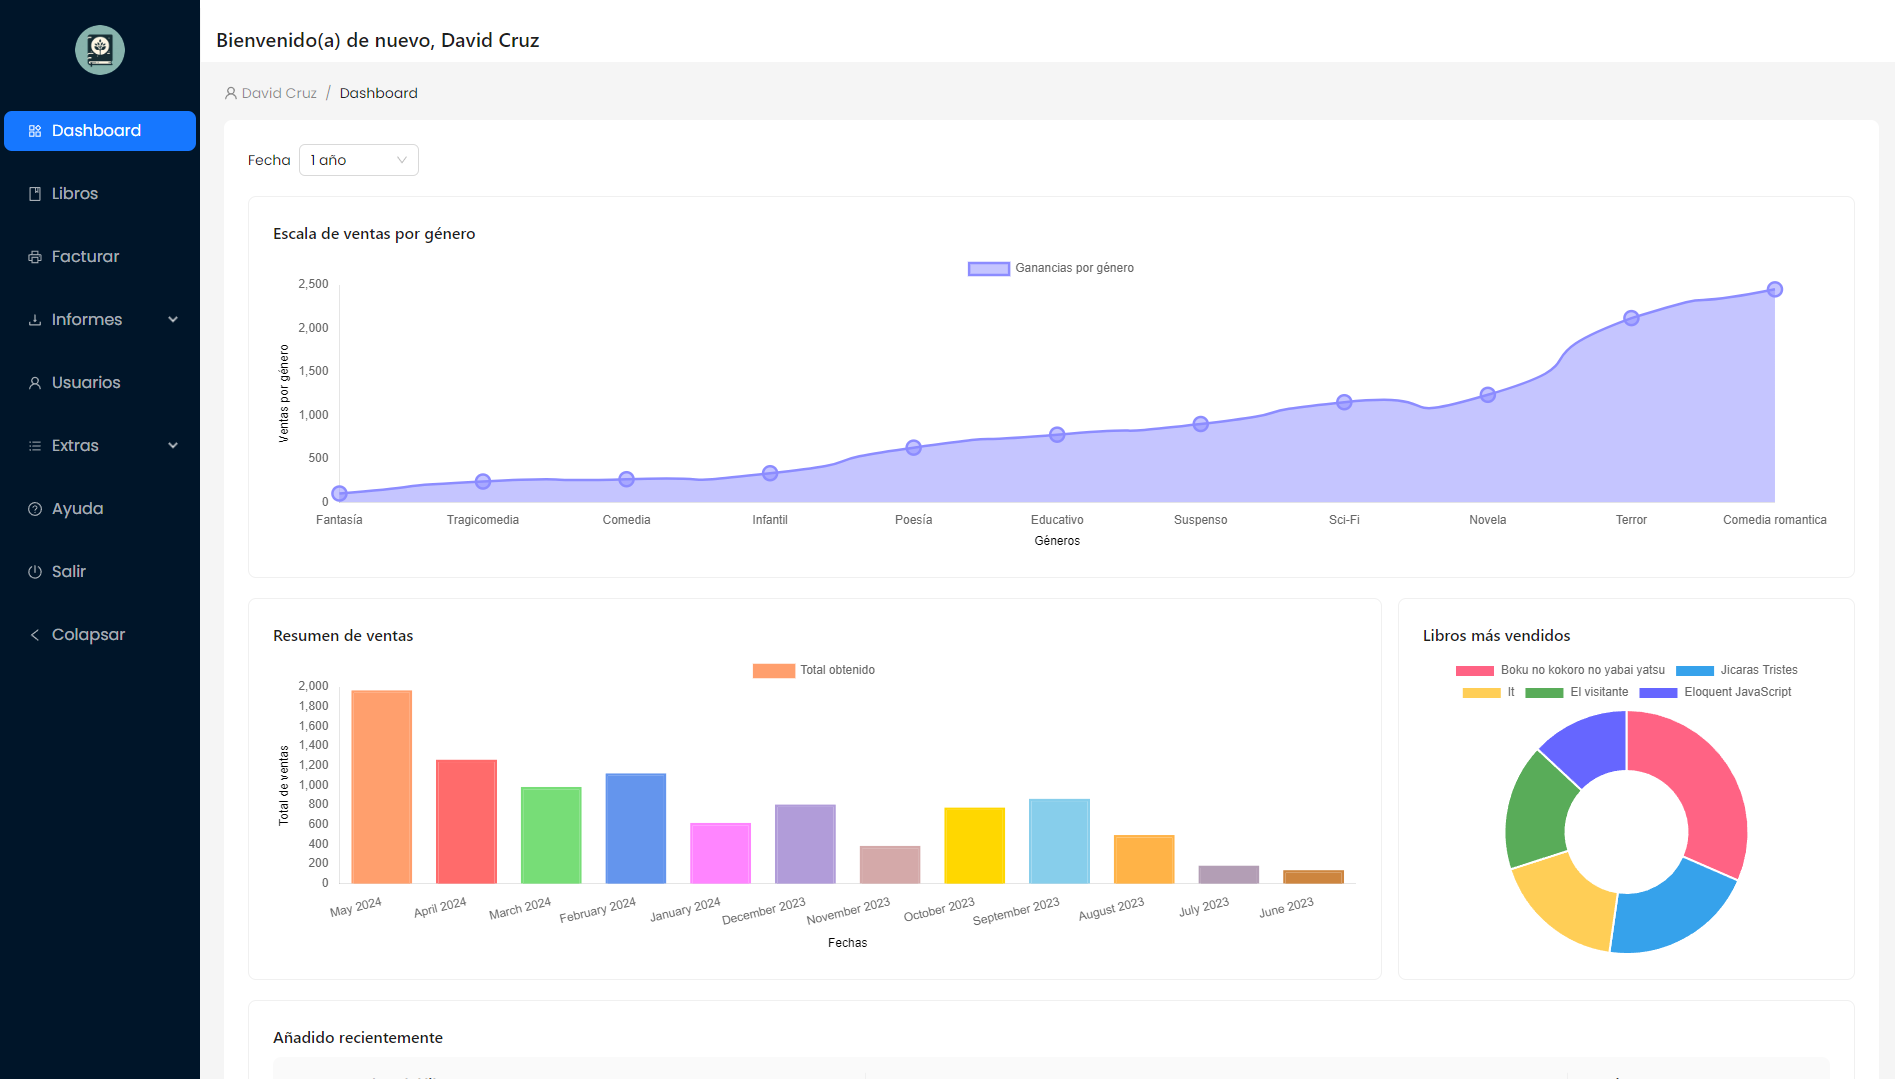 Bienvenido(a) de nuevo, David Cruz
Dashboard
Libros
Facturar
Informes
Usuarios
Extras
Ayuda
Salir
Colapsar
David Cruz / Dashboard
Fecha 1 año
Escala de ventas por género
Ganancias por género
2,500
2,000
1,500
1,000
500
0
Ventas por género
Fantasía Tragicomedia Comedia Infantil Poesía Educativo Suspenso Sci-Fi Novela Terror Comedia romantica
Géneros
Resumen de ventas
Total obtenido
2,000
1,800
1,600
1,400
1,200
1,000
800
600
400
200
0
Total de ventas
May 2024 April 2024 March 2024 February 2024 January 2024 December 2023 November 2023 October 2023 September 2023 August 2023 July 2023 June 2023
Fechas
Libros más vendidos
Boku no kokoro no yabai yatsu Jicaras Tristes
It El visitante Eloquent JavaScript
Añadido recientemente